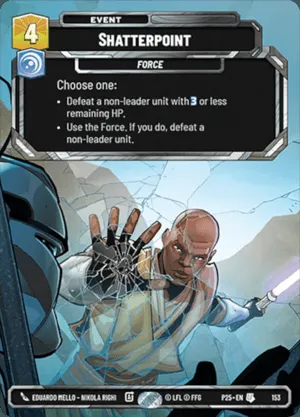 EVENT
4
SHATTERPOINT
FORCE
Choose one:
• Defeat a non-leader unit with 3 or less
remaining HP.
• Use the Force. If you do, defeat a
non-leader unit.
EDUARDO MELLO - NIKOLA RIGHI © LFL © FFG P25•EN 153